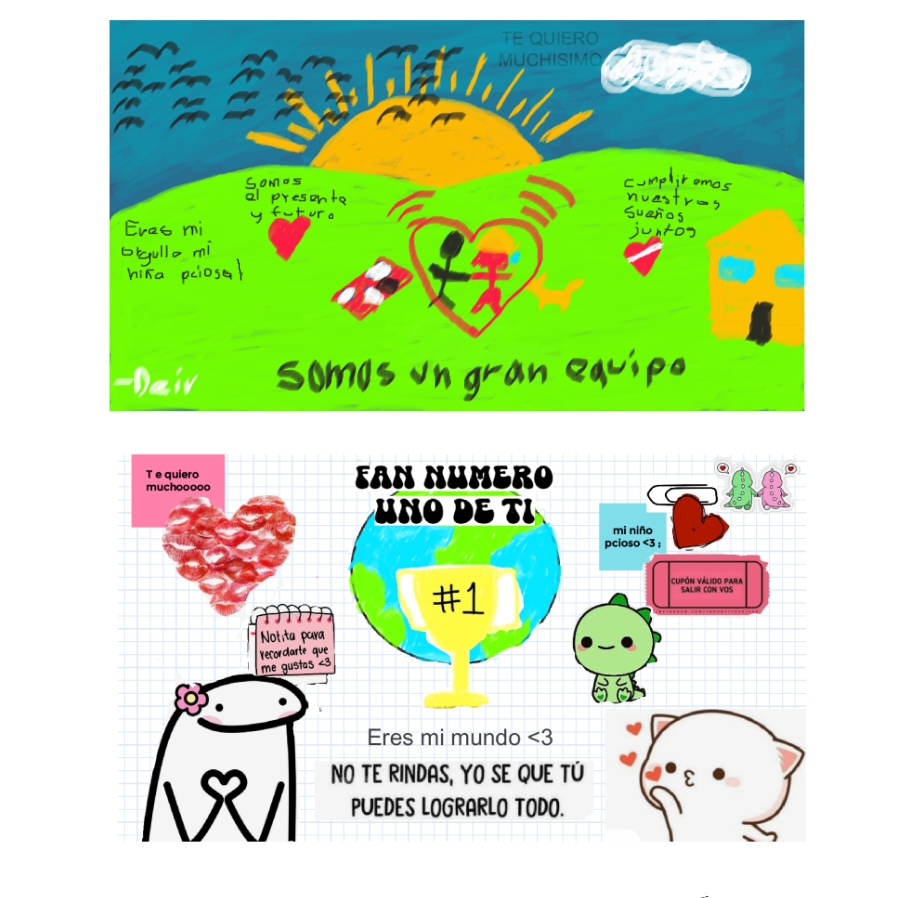 TE QUIERO
MUCHISIMO
Somos
el presente
y futuro
Cumpliremos
nuestros
Sueños
juntos
Eres mi
orgullo mi
niña pciosa!
somos un gran equipo
-Daiv
T e quiero
muchooooo
FAN NUMERO
UNO DE TI
#1
mi niño
pcioso <3 ;
CUPÓN VÁLIDO PARA
SALIR CON VOS
Notita para
recordarte que
me gustas <3
Eres mi mundo <3
NO TE RINDAS, YO SE QUE TÚ
PUEDES LOGRARLO TODO.